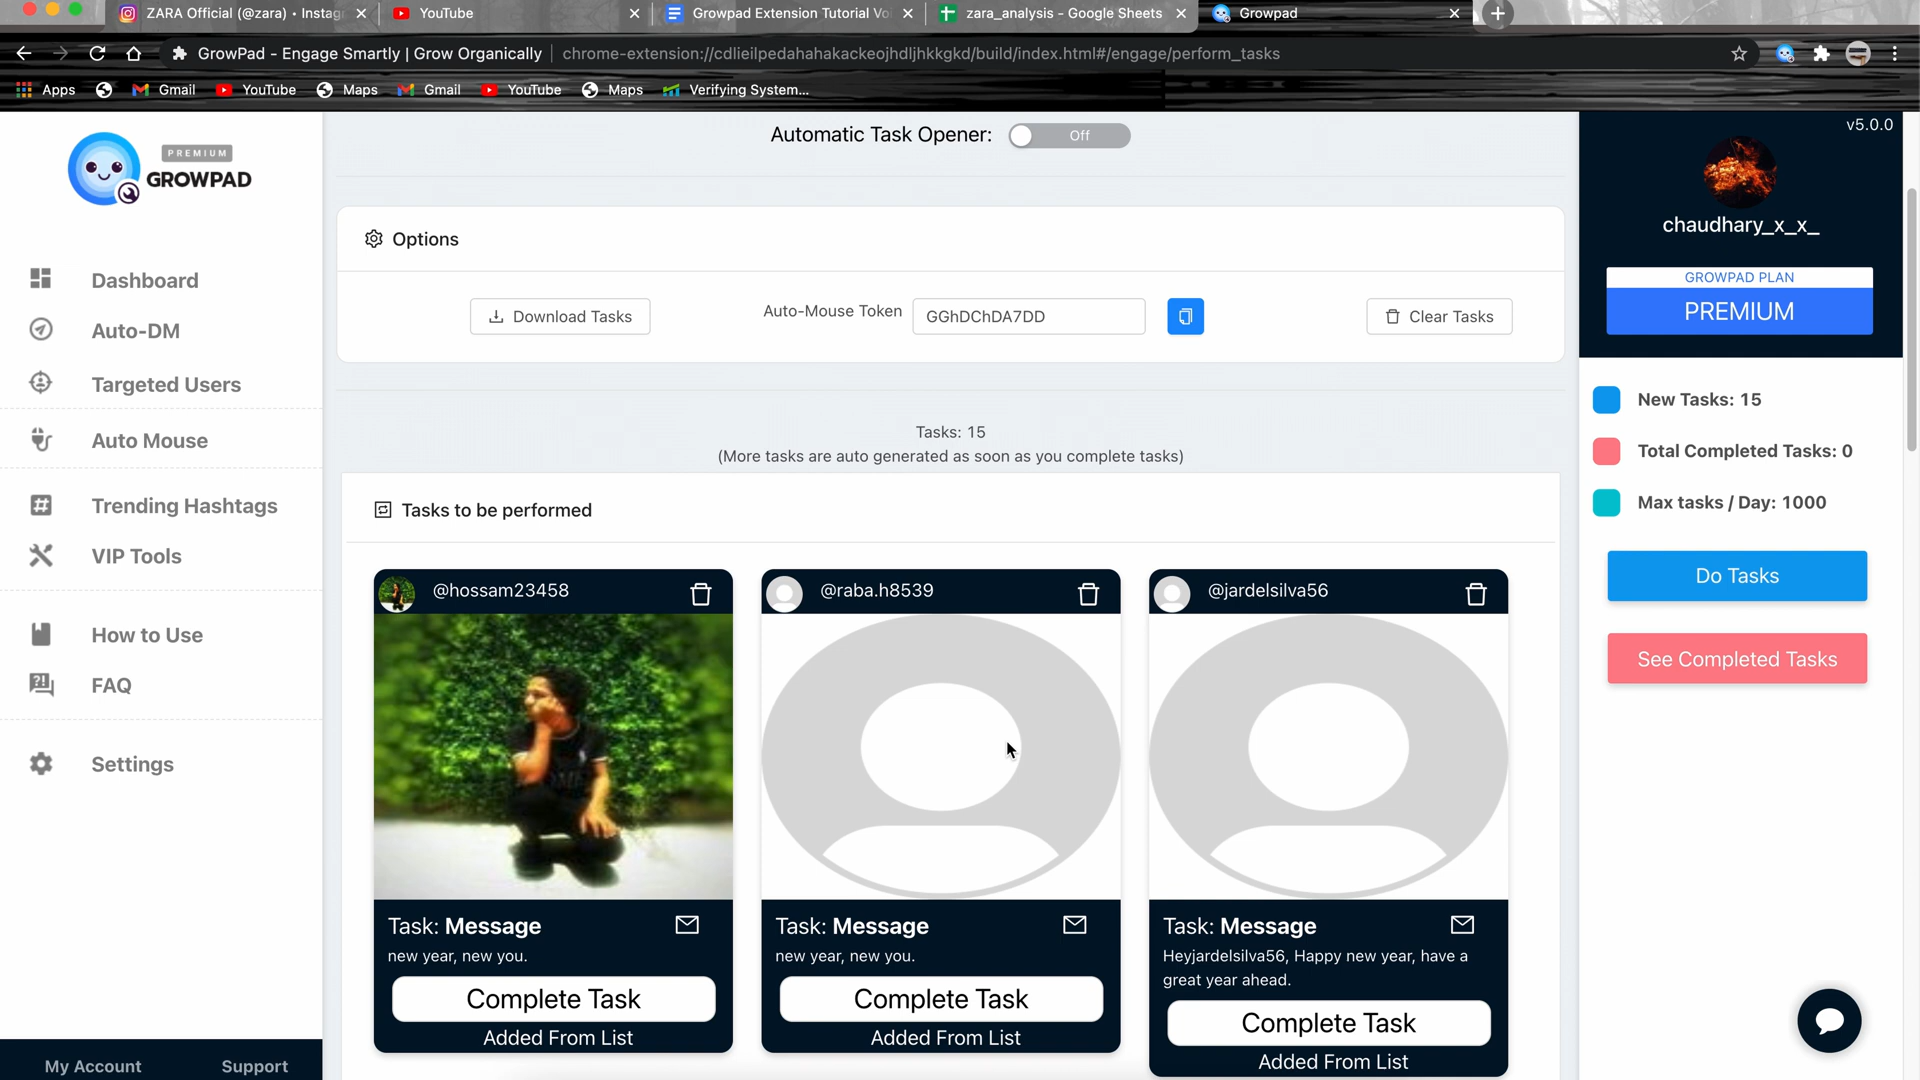 ZARA Official (@zara) • Instag
YouTube
Growpad Extension Tutorial Voi
zara_analysis - Google Sheets
Growpad
GrowPad - Engage Smartly | Grow Organically
chrome-extension://cdlieilpedahahakackeojhdljhkkgkd/build/index.html#/engage/perform_tasks
Apps
Gmail
YouTube
Maps
Gmail
YouTube
Maps
Verifying System...
PREMIUM
GROWPAD
Dashboard
Auto-DM
Targeted Users
Auto Mouse
Trending Hashtags
VIP Tools
How to Use
FAQ
Settings
My Account
Support
Automatic Task Opener:
Off
Options
Download Tasks
Auto-Mouse Token
GGhDChDA7DD
Clear Tasks
Tasks: 15
(More tasks are auto generated as soon as you complete tasks)
Tasks to be performed
@hossam23458
Task: Message
new year, new you.
Complete Task
Added From List
@raba.h8539
Task: Message
new year, new you.
Complete Task
Added From List
@jardelsilva56
Task: Message
Heyjardelsilva56, Happy new year, have a
great year ahead.
Complete Task
Added From List
v5.0.0
chaudhary_x_x_
GROWPAD PLAN
PREMIUM
New Tasks: 15
Total Completed Tasks: 0
Max tasks / Day: 1000
Do Tasks
See Completed Tasks